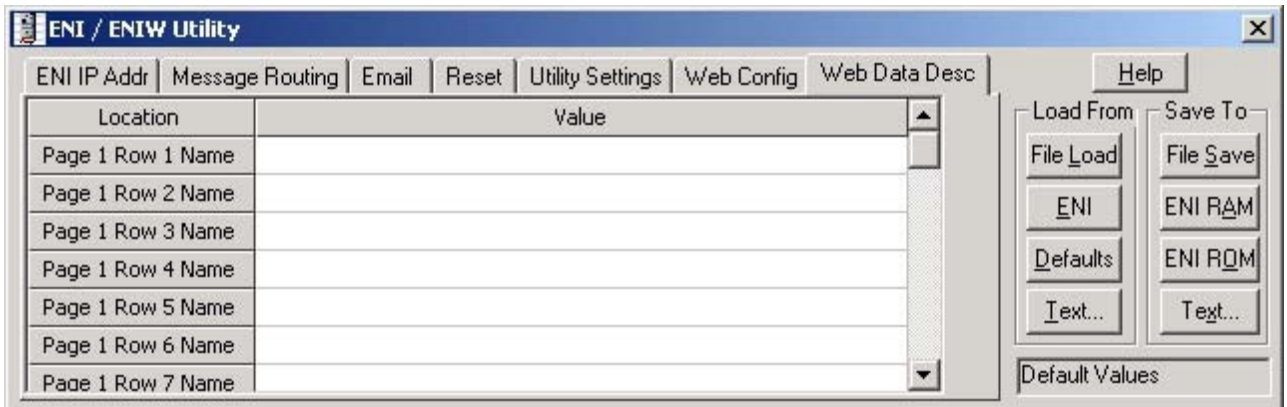 ENI / ENIW Utility
ENI IP Addr Message Routing Email Reset Utility Settings Web Config Web Data Desc
Help
Location Value
Page 1 Row 1 Name
Page 1 Row 2 Name
Page 1 Row 3 Name
Page 1 Row 4 Name
Page 1 Row 5 Name
Page 1 Row 6 Name
Page 1 Row 7 Name
Load From
File Load
ENI
Defaults
Text...
Save To
File Save
ENI RAM
ENI ROM
Text...
Default Values